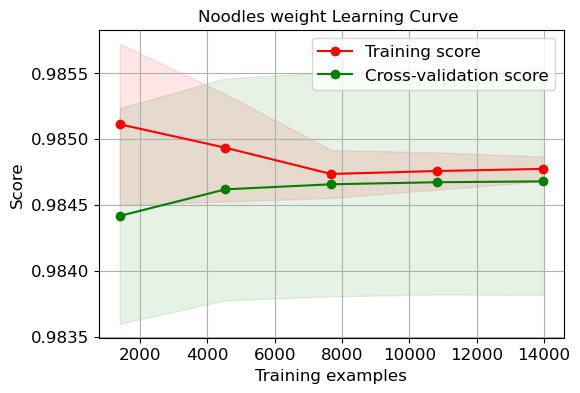 Noodles weight Learning Curve
Training score
Cross-validation score
0.9855
0.9850
0.9845
0.9840
0.9835
Score
2000 4000 6000 8000 10000 12000 14000
Training examples